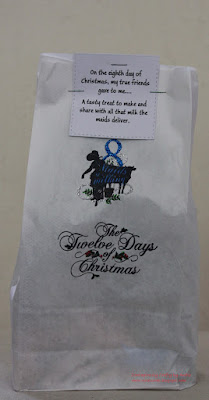 On the eighth day of
Christmas, my true friends
gave to me....
A tasty treat to make and
share with all that milk the
maids deliver.
8
The
Twelve Days
of
Christmas